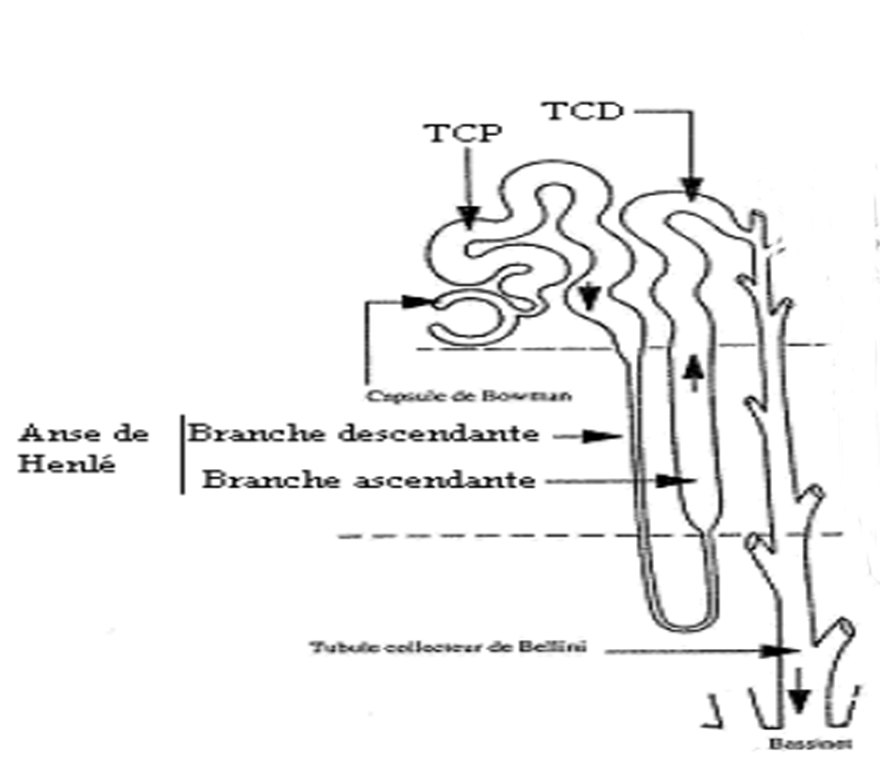 TCD
TCP
Capsule de Bowman
Anse de
Henlé
Branche descendante
Branche ascendante
Tubule collecteur de Bellini
Bassinet